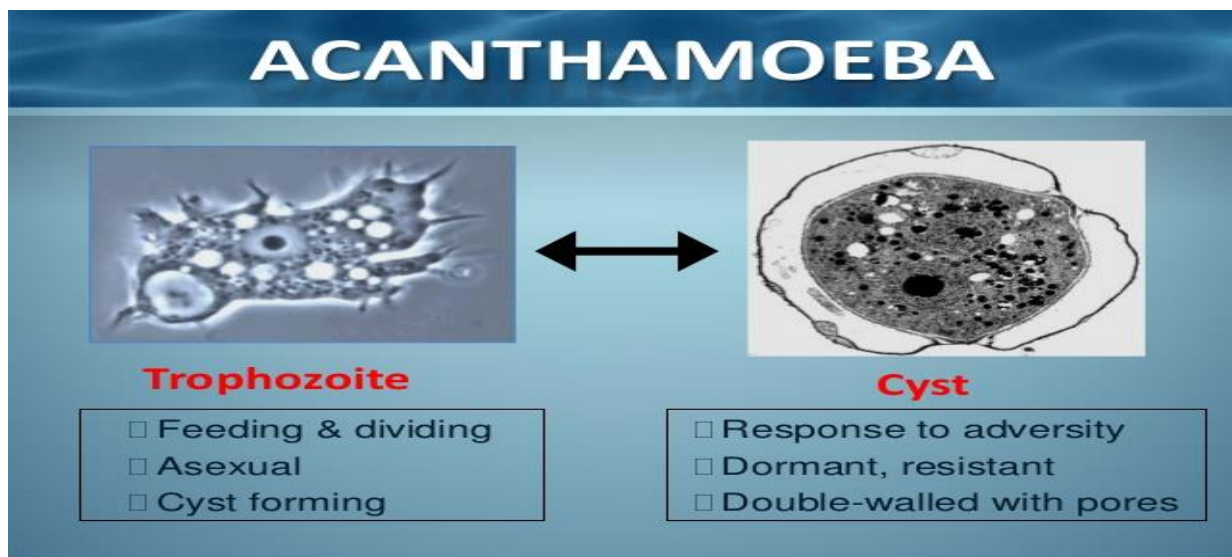 ACANTHAMOEBA
Trophozoite
□ Feeding & dividing
□ Asexual
□ Cyst forming
Cyst
□ Response to adversity
□ Dormant, resistant
□ Double-walled with pores